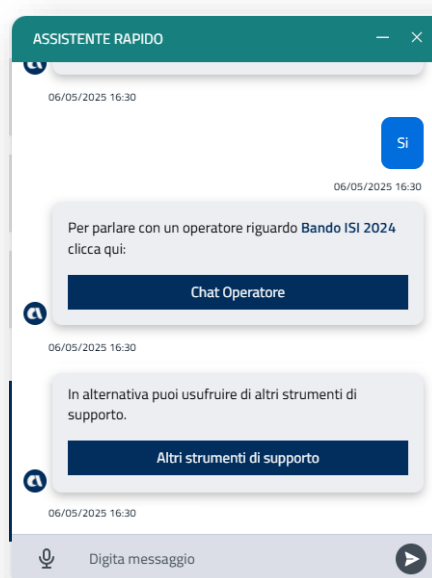 ASSISTENTE RAPIDO
06/05/2025 16:30
Si
06/05/2025 16:30
Per parlare con un operatore riguardo Bando ISI 2024
clicca qui:
Chat Operatore
06/05/2025 16:30
In alternativa puoi usufruire di altri strumenti di
supporto.
Altri strumenti di supporto
06/05/2025 16:30
Digita messaggio